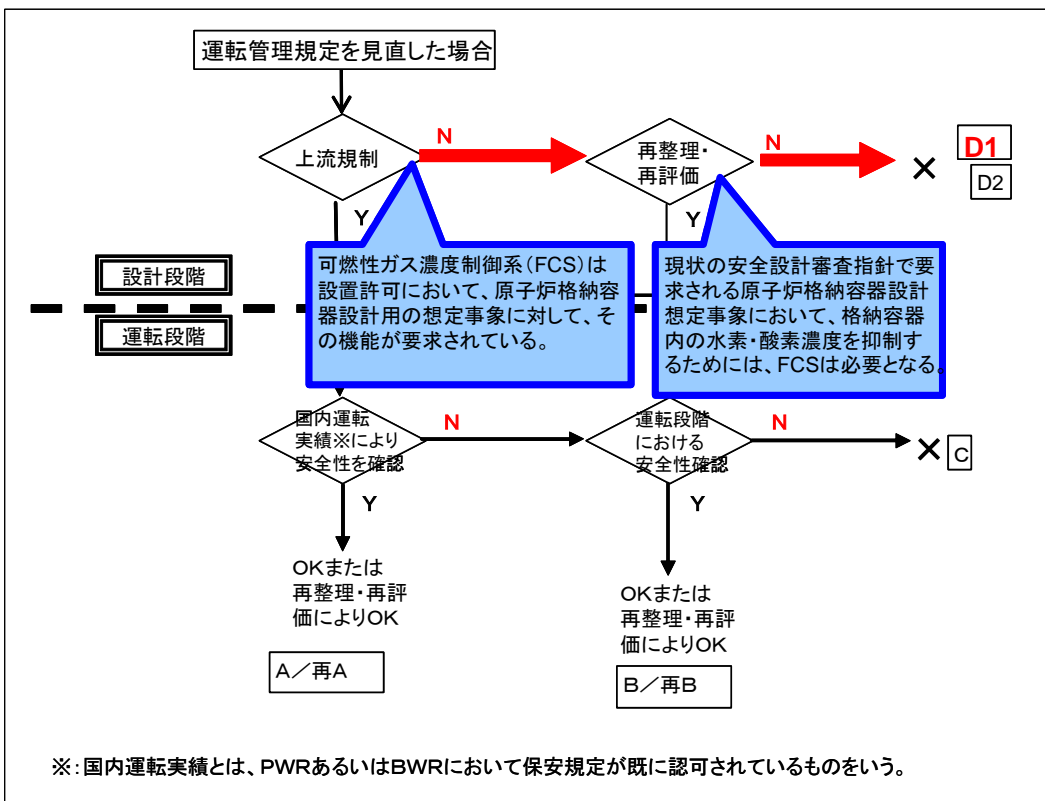 運転管理規定を見直した場合
上流規制
N
再整理・
再評価
N
×
D1
D2
Y
Y
可燃性ガス濃度制御系(FCS)は
設置許可において、原子炉格納容
器設計用の想定事象に対して、そ
の機能が要求されている。
現状の安全設計審査指針で要
求される原子炉格納容器設計
想定事象において、格納容器
内の水素・酸素濃度を抑制す
るためには、FCSは必要となる。
設計段階
運転段階
国内運転
実績※により
安全性を確認
N
運転段階
における
安全性確認
N
×
C
Y
Y
OKまたは
再整理・再評
価によりOK
OKまたは
再整理・再評
価によりOK
A/再A
B/再B
※:国内運転実績とは、PWRあるいはBWRにおいて保安規定が既に認可されているものをいう。